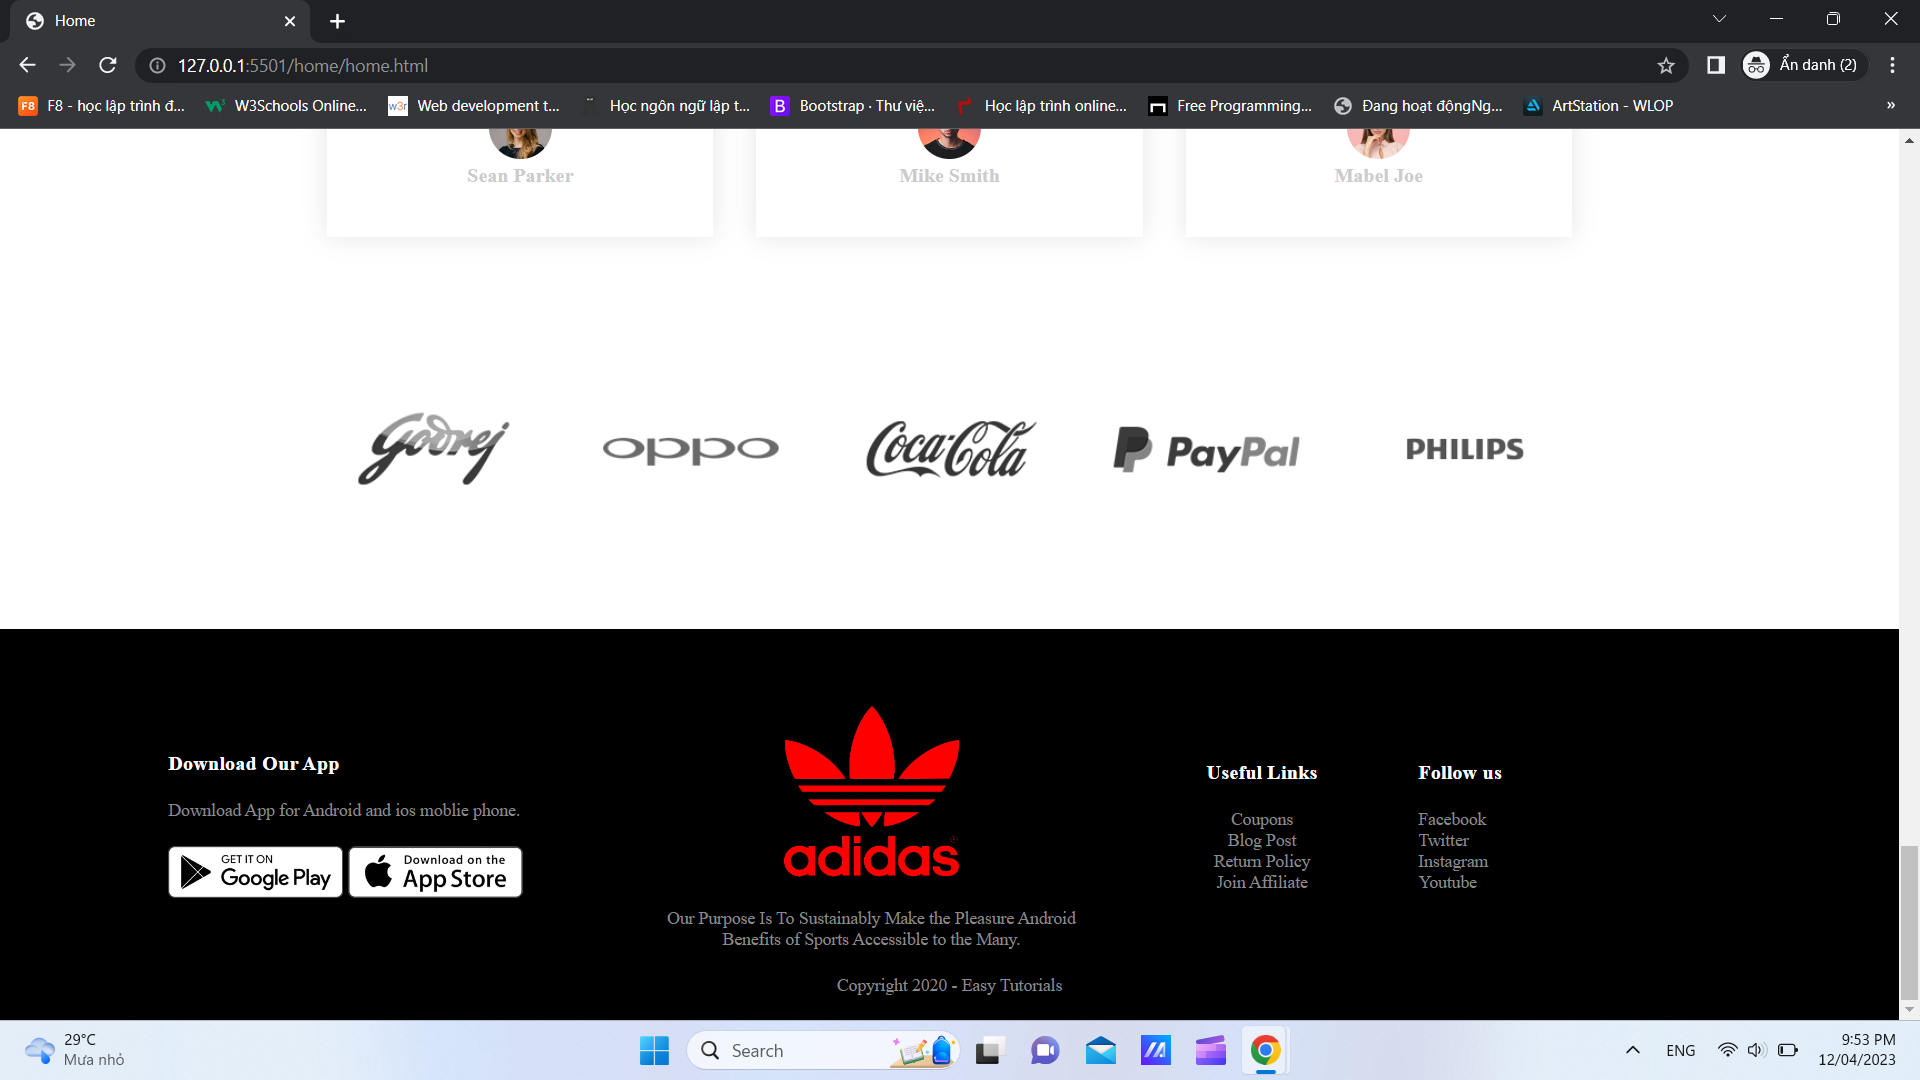 Home
127.0.0.1:5501/home/home.html
Ẩn danh (2)
F8 - học lập trình đ...
W3Schools Online...
w3r
Web development t...
Học ngôn ngữ lập t...
B
Bootstrap · Thư việ...
Học lập trình online...
Free Programming...
Đang hoạt độngNg...
ArtStation - WLOP
»
Sean Parker
Mike Smith
Mabel Joe
Godrej
oppo
Coca-Cola
PayPal
PHILIPS
Download Our App
Download App for Android and ios moblie phone.
GET IT ON
Google Play
Download on the
App Store
adidas
Our Purpose Is To Sustainably Make the Pleasure Android
Benefits of Sports Accessible to the Many.
Useful Links
Coupons
Blog Post
Return Policy
Join Affiliate
Follow us
Facebook
Twitter
Instagram
Youtube
Copyright 2020 - Easy Tutorials
29°C
Mưa nhỏ
Search
ENG
9:53 PM
12/04/2023